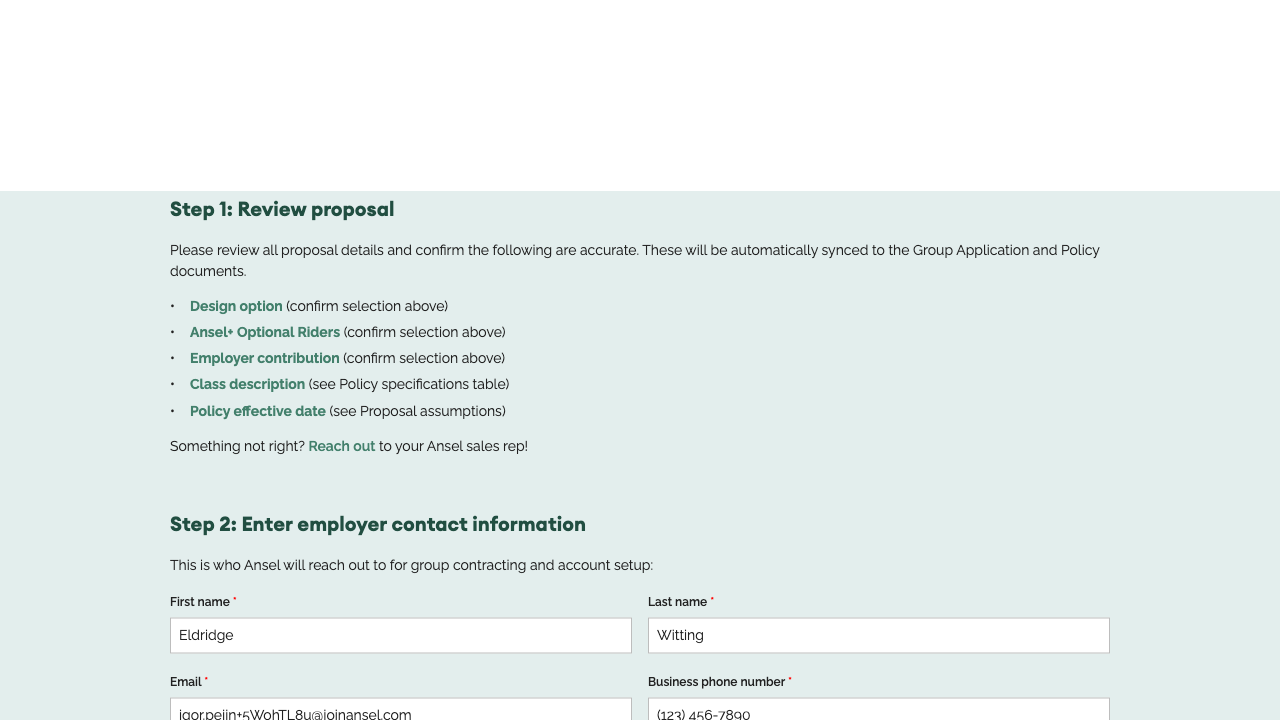 Step 1: Review proposal
Please review all proposal details and confirm the following are accurate. These will be automatically synced to the Group Application and Policy
documents.
• Design option (confirm selection above)
• Ansel+ Optional Riders (confirm selection above)
• Employer contribution (confirm selection above)
• Class description (see Policy specifications table)
• Policy effective date (see Proposal assumptions)
Something not right? Reach out to your Ansel sales rep!
Step 2: Enter employer contact information
This is who Ansel will reach out to for group contracting and account setup:
First name *
Last name *
Eldridge
Witting
Email *
Business phone number *
igor.pejin+5WohTL8u@joinansel.com
(123) 456-7890